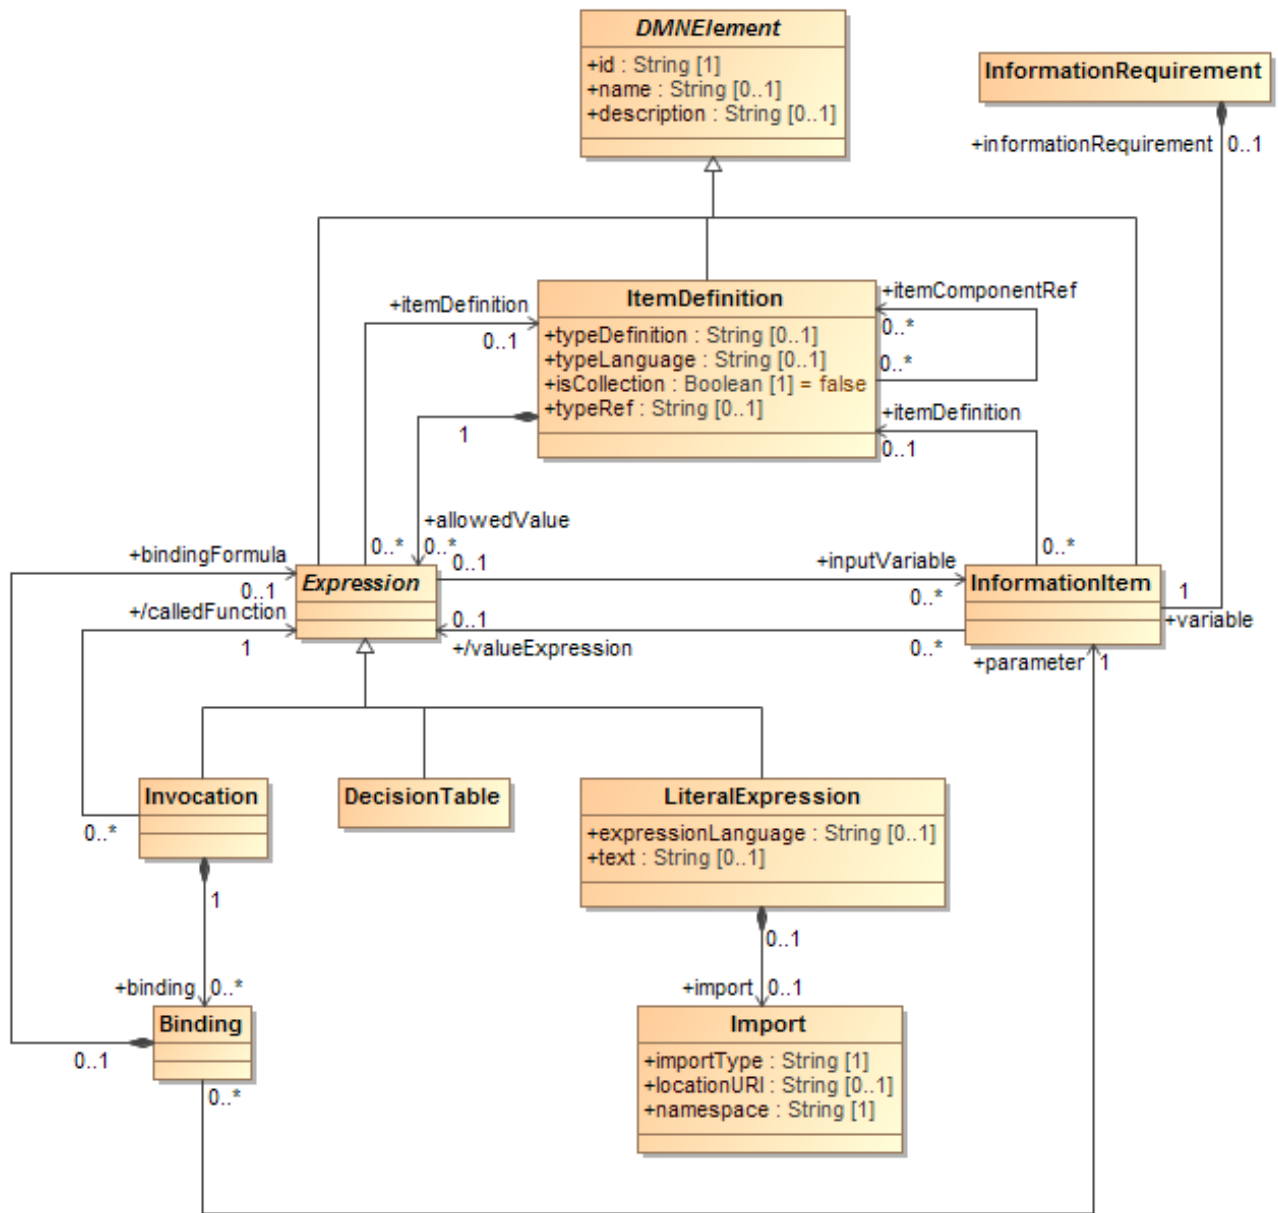 DMNElement
+id : String [1]
+name : String [0..1]
+description : String [0..1]
InformationRequirement
+informationRequirement
0..1
+itemDefinition
0..1
ItemDefinition
+typeDefinition : String [0..1]
+typeLanguage : String [0..1]
+isCollection : Boolean [1] = false
+typeRef : String [0..1]
+itemComponentRef
0..*
0..*
+itemDefinition
0..1
1
+allowedValue
0..*
0..*
0..1
+inputVariable
0..*
0..*
+bindingFormula
0..1
+/calledFunction
1
Expression
0..1
+/valueExpression
0..*
InformationItem
1
+variable
+parameter
1
Invocation
0..*
1
DecisionTable
LiteralExpression
+expressionLanguage : String [0..1]
+text : String [0..1]
0..1
+binding
0..*
+import
0..1
Binding
0..1
0..*
Import
+importType : String [1]
+locationURI : String [0..1]
+namespace : String [1]